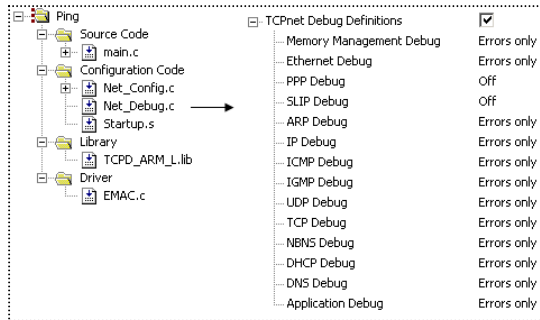 Ping
Source Code
main.c
Configuration Code
Net_Config.c
Net_Debug.c
Startup.s
Library
TCPD_ARM_L.lib
Driver
EMAC.c
TCPnet Debug Definitions
Memory Management Debug Errors only
Ethernet Debug Errors only
PPP Debug Off
SLIP Debug Off
ARP Debug Errors only
IP Debug Errors only
ICMP Debug Errors only
IGMP Debug Errors only
UDP Debug Errors only
TCP Debug Errors only
NBNS Debug Errors only
DHCP Debug Errors only
DNS Debug Errors only
Application Debug Errors only